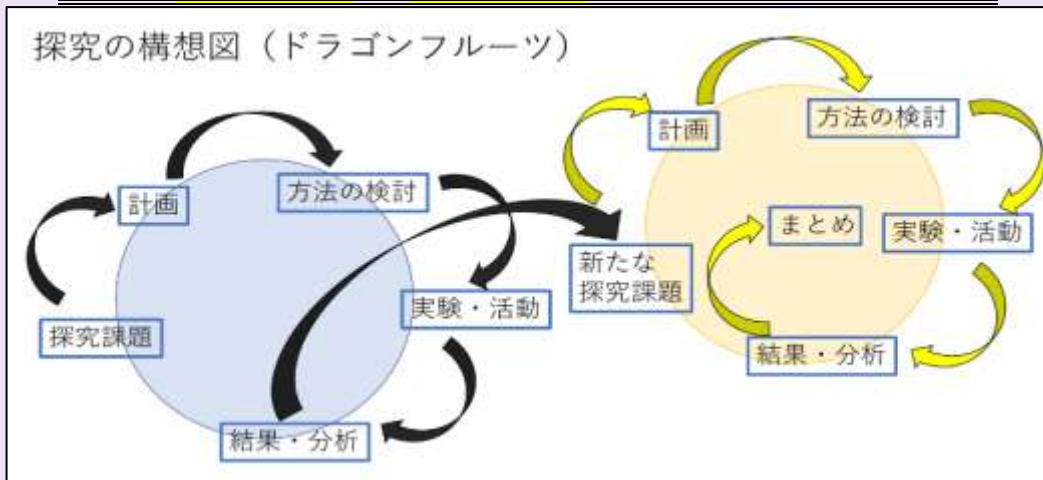 探究の構想図（ドラゴンフルーツ）
探究課題
計画
方法の検討
実験・活動
結果・分析
新たな
探究課題
計画
方法の検討
実験・活動
結果・分析
まとめ